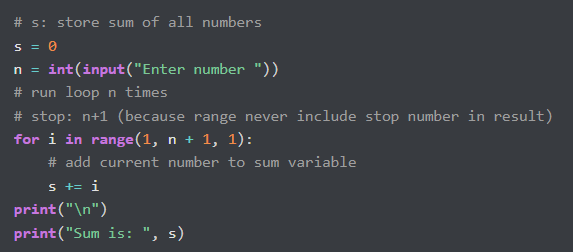 # s: store sum of all numbers
s = 0
n = int(input("Enter number "))
# run loop n times
# stop: n+1 (because range never include stop number in result)
for i in range(1, n + 1, 1):
    # add current number to sum variable
    s += i
print("\n")
print("Sum is: ", s)